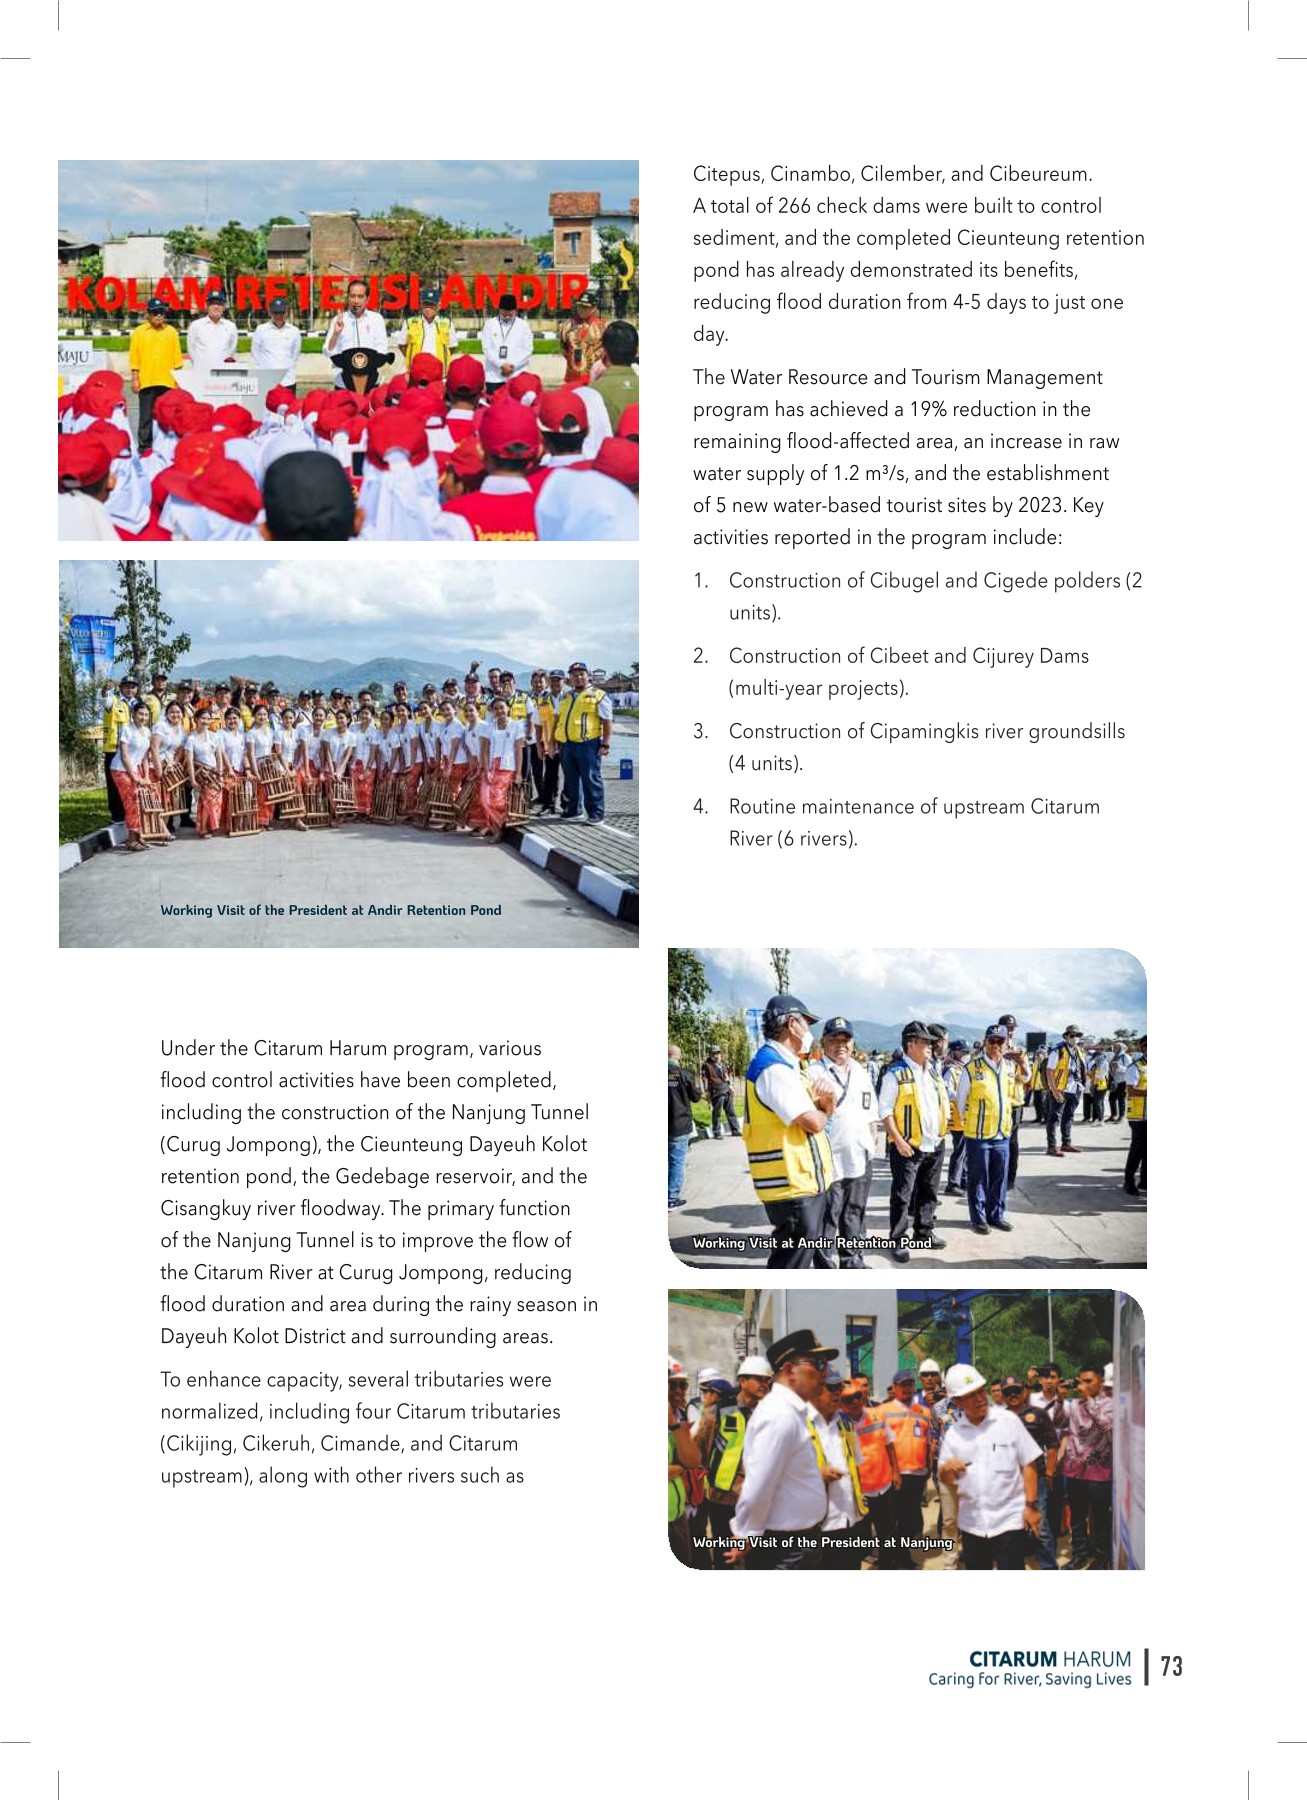 KOLAM RETENSI ANDIR
MAJU
MAJU
Working Visit of the President at Andir Retention Pond
Under the Citarum Harum program, various
flood control activities have been completed,
including the construction of the Nanjung Tunnel
(Curug Jompong), the Cieunteung Dayeuh Kolot
retention pond, the Gedebage reservoir, and the
Cisangkuy river floodway. The primary function
of the Nanjung Tunnel is to improve the flow of
the Citarum River at Curug Jompong, reducing
flood duration and area during the rainy season in
Dayeuh Kolot District and surrounding areas.
To enhance capacity, several tributaries were
normalized, including four Citarum tributaries
(Cikijing, Cikeruh, Cimande, and Citarum
upstream), along with other rivers such as
Citepus, Cinambo, Cilember, and Cibeureum.
A total of 266 check dams were built to control
sediment, and the completed Cieunteung retention
pond has already demonstrated its benefits,
reducing flood duration from 4-5 days to just one
day.
The Water Resource and Tourism Management
program has achieved a 19% reduction in the
remaining flood-affected area, an increase in raw
water supply of 1.2 m³/s, and the establishment
of 5 new water-based tourist sites by 2023. Key
activities reported in the program include:
1. Construction of Cibugel and Cigede polders (2
units).
2. Construction of Cibeet and Cijurey Dams
(multi-year projects).
3. Construction of Cipamingkis river groundsills
(4 units).
4. Routine maintenance of upstream Citarum
River (6 rivers).
Working Visit at Andir Retention Pond
Working Visit of the President at Nanjung
CITARUM HARUM
Caring for River, Saving Lives
73